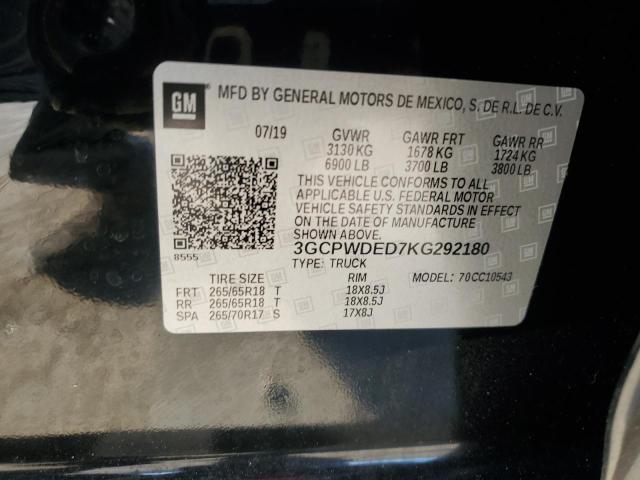 GM
MFD BY GENERAL MOTORS DE MEXICO, S. DE R.L. DE C.V.
07/19 GVWR GAWR FRT GAWR RR
3130 KG 1678 KG 1724 KG
6900 LB 3700 LB 3800 LB
THIS VEHICLE CONFORMS TO ALL
APPLICABLE U.S. FEDERAL MOTOR
VEHICLE SAFETY STANDARDS IN EFFECT
ON THE DATE OF MANUFACTURE
SHOWN ABOVE.
8555 3GCPWDED7KG292180
TYPE: TRUCK
TIRE SIZE RIM MODEL: 70CC10543
FRT 265/65R18 T 18X8.5J
RR 265/65R18 T 18X8.5J
SPA 265/70R17 S 17X8J